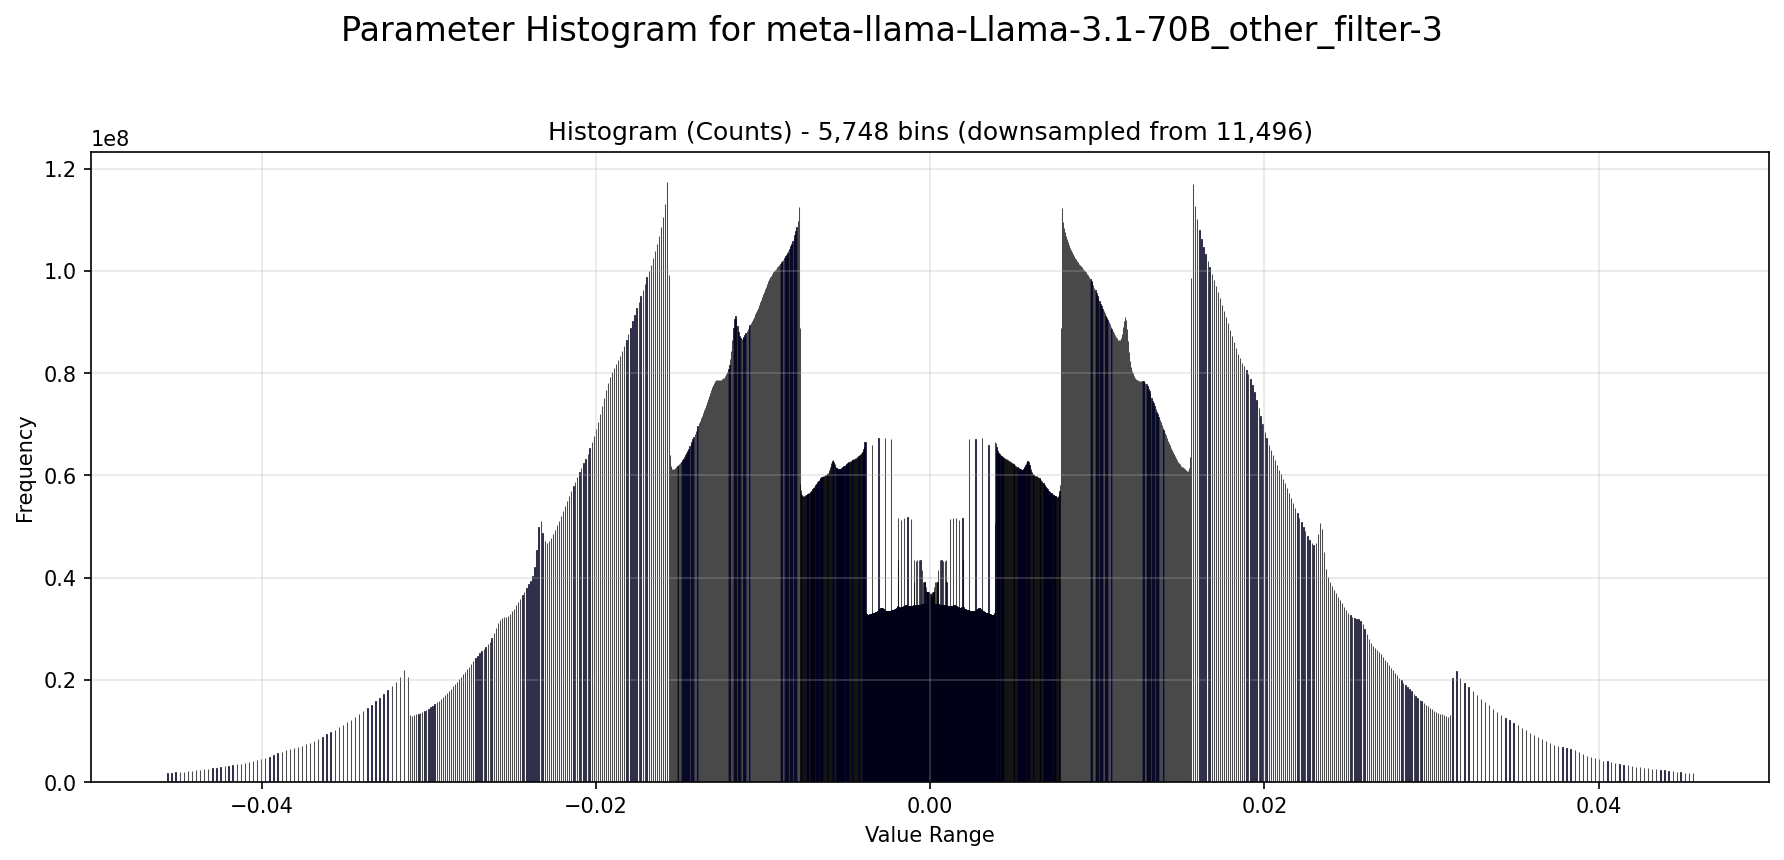 Parameter Histogram for meta-llama-Llama-3.1-70B_other_filter-3
Histogram (Counts) - 5,748 bins (downsampled from 11,496)
1e8
1.2
1.0
0.8
0.6
0.4
0.2
0.0
Frequency
−0.04 −0.02 0.00 0.02 0.04
Value Range